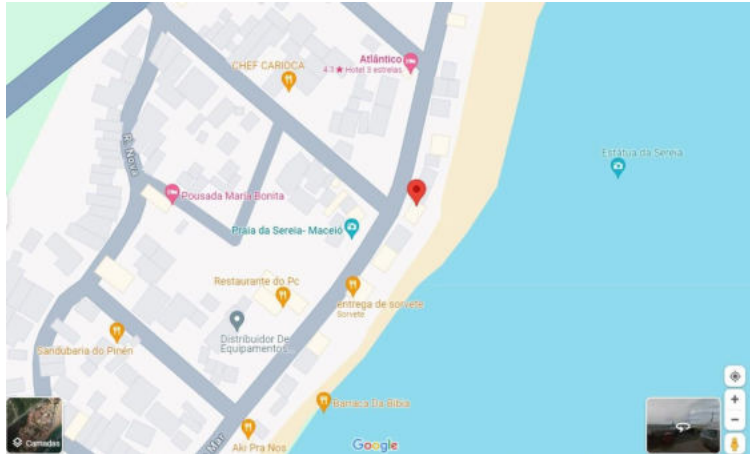 Atlântico
4.3 ★ Hotel 3 estrelas
CHEF CARIOCA
R. Nova
Estátua da Sereia
Pousada Maria Bonita
Praia da Sereia- Maceió
Restaurante do Pc
entrega de sorvete
Sorvete
Distribuidor De
Equipamentos...
Sandubaria do Pinén
Barraca Da Bibia
Mar
Aki Pra Nos
Camadas
Google